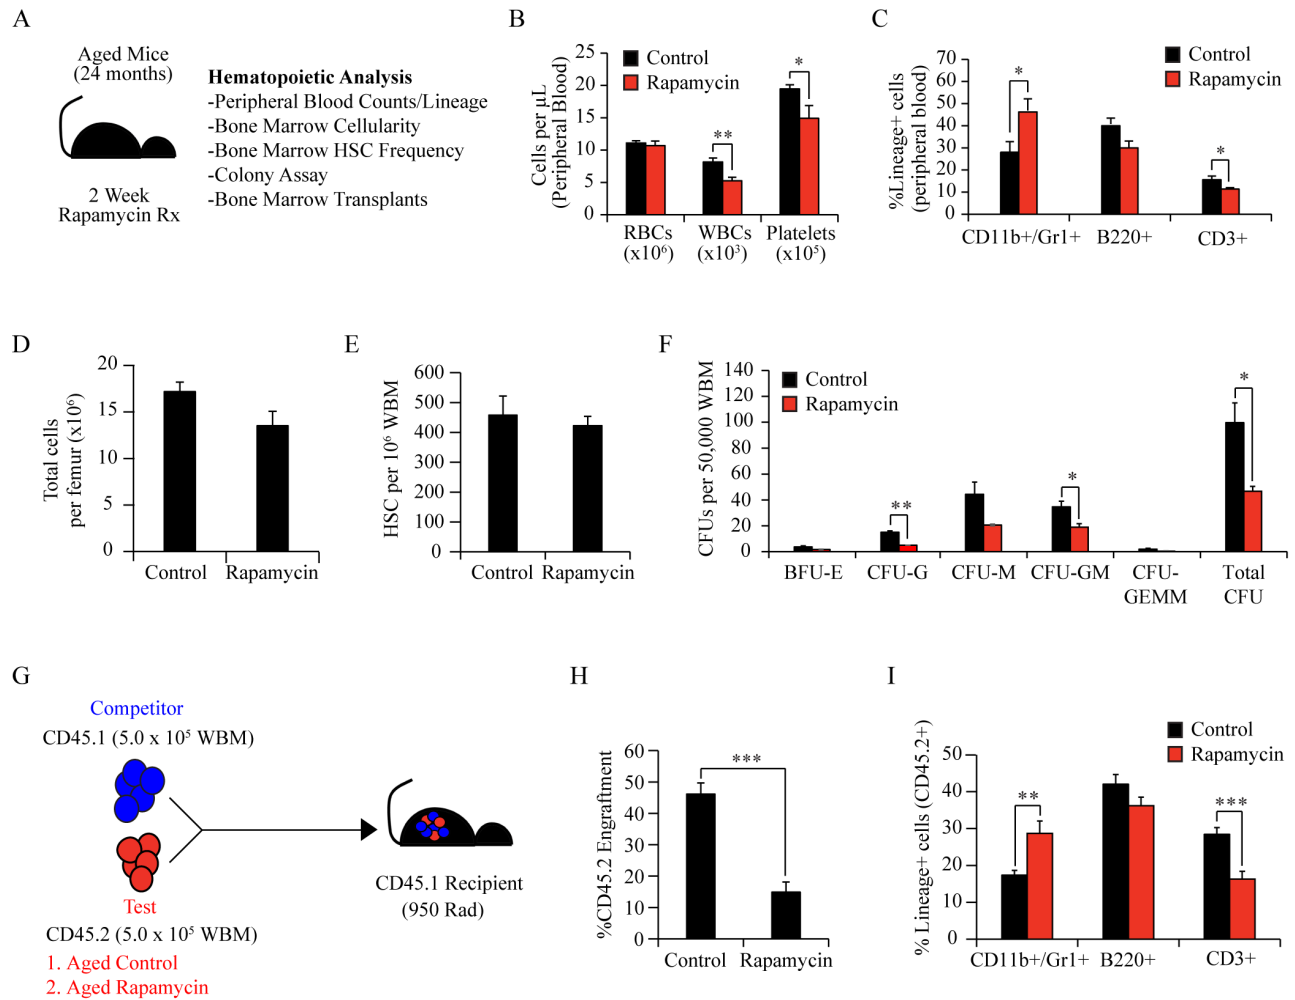 A
Aged Mice
(24 months)
2 Week
Rapamycin Rx
Hematopoietic Analysis
-Peripheral Blood Counts/Lineage
-Bone Marrow Cellularity
-Bone Marrow HSC Frequency
-Colony Assay
-Bone Marrow Transplants
B
Cells per µL
(Peripheral Blood)
25
20
15
10
5
0
Control
Rapamycin
**
*
RBCs
(x10⁶)
WBCs
(x10³)
Platelets
(x10⁵)
C
%Lineage+ cells
(peripheral blood)
70
60
50
40
30
20
10
0
Control
Rapamycin
*
*
CD11b+/Gr1+
B220+
CD3+
D
Total cells
per femur (x10⁶)
20
15
10
5
0
Control
Rapamycin
E
HSC per 10⁶ WBM
600
500
400
300
200
100
0
Control
Rapamycin
F
CFUs per 50,000 WBM
140
120
100
80
60
40
20
0
Control
Rapamycin
**
*
*
BFU-E
CFU-G
CFU-M
CFU-GM
CFU-
GEMM
Total
CFU
G
Competitor
CD45.1 (5.0 x 10⁵ WBM)
Test
CD45.2 (5.0 x 10⁵ WBM)
1. Aged Control
2. Aged Rapamycin
CD45.1 Recipient
(950 Rad)
H
%CD45.2 Engraftment
60
50
40
30
20
10
0
***
Control
Rapamycin
I
% Lineage+ cells (CD45.2+)
50
40
30
20
10
0
Control
Rapamycin
**
***
CD11b+/Gr1+
B220+
CD3+